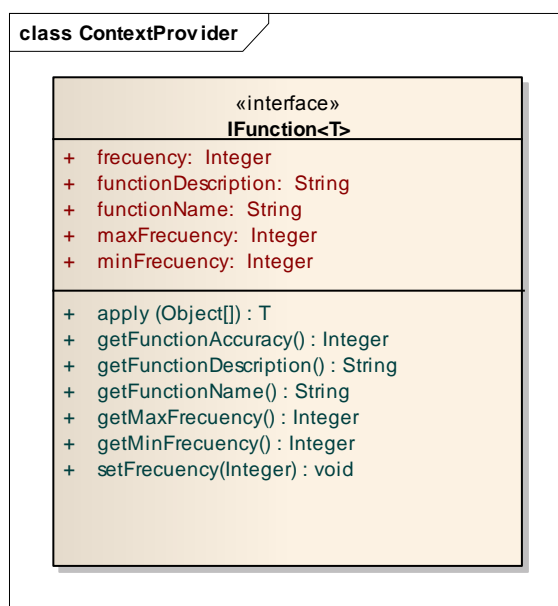 class ContextProvider
«interface»
IFunction<T>
+ frecuency: Integer
+ functionDescription: String
+ functionName: String
+ maxFrecuency: Integer
+ minFrecuency: Integer
+ apply (Object[]) : T
+ getFunctionAccuracy() : Integer
+ getFunctionDescription() : String
+ getFunctionName() : String
+ getMaxFrecuency() : Integer
+ getMinFrecuency() : Integer
+ setFrecuency(Integer) : void